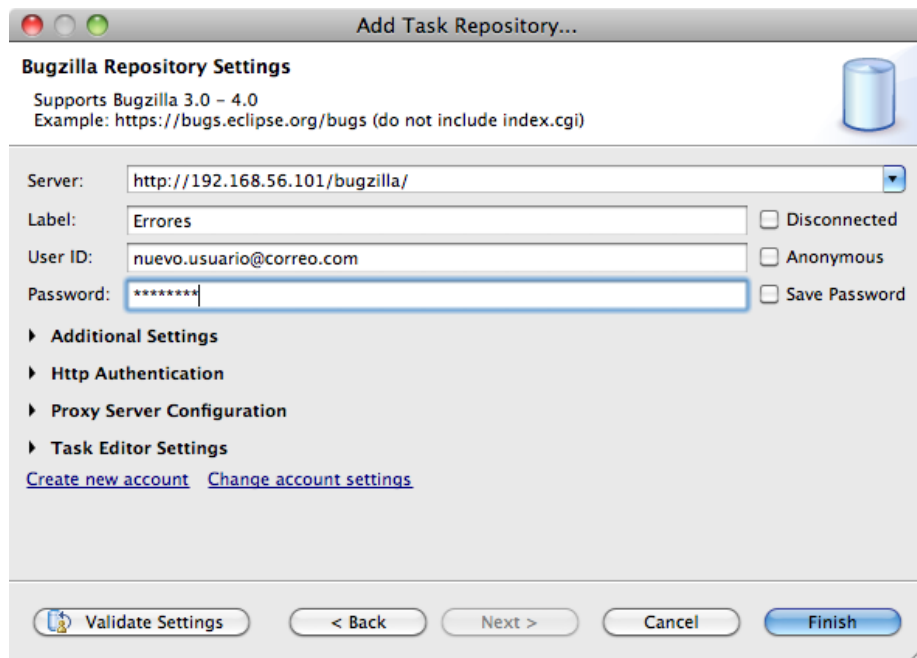 Add Task Repository...
Bugzilla Repository Settings
Supports Bugzilla 3.0 – 4.0
Example: https://bugs.eclipse.org/bugs (do not include index.cgi)
Server: http://192.168.56.101/bugzilla/
Label: Errores Disconnected
User ID: nuevo.usuario@correo.com Anonymous
Password: ******** Save Password
Additional Settings
Http Authentication
Proxy Server Configuration
Task Editor Settings
Create new account Change account settings
Validate Settings < Back Next > Cancel Finish